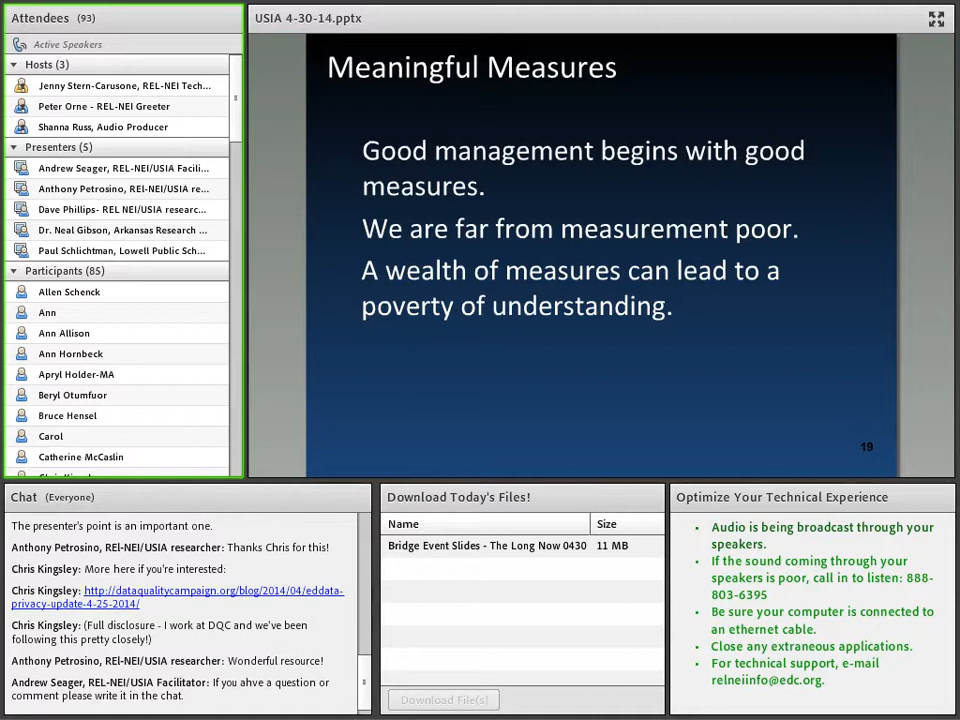 Attendees (93)
Active Speakers
Hosts (3)
Jenny Stern-Carusone, REL-NEI Tech...
Peter Orne - REL-NEI Greeter
Shanna Russ, Audio Producer
Presenters (5)
Andrew Seager, REL-NEI/USIA Facili...
Anthony Petrosino, REl-NEI/USIA re...
Dave Phillips- REL NEI/USIA researc...
Dr. Neal Gibson, Arkansas Research ...
Paul Schlichtman, Lowell Public Sch...
Participants (85)
Allen Schenck
Ann
Ann Allison
Ann Hornbeck
Apryl Holder-MA
Beryl Otumfuor
Bruce Hensel
Carol
Catherine McCaslin
USIA 4-30-14.pptx
Meaningful Measures
Good management begins with good
measures.
We are far from measurement poor.
A wealth of measures can lead to a
poverty of understanding.
19
Chat (Everyone)
The presenter's point is an important one.
Anthony Petrosino, REl-NEI/USIA researcher: Thanks Chris for this!
Chris Kingsley: More here if you're interested:
Chris Kingsley: http://dataqualitycampaign.org/blog/2014/04/eddata-
privacy-update-4-25-2014/
Chris Kingsley: (Full disclosure - I work at DQC and we've been
following this pretty closely!)
Anthony Petrosino, REl-NEI/USIA researcher: Wonderful resource!
Andrew Seager, REL-NEI/USIA Facilitator: If you ahve a question or
comment please write it in the chat.
Download Today's Files!
Name Size
Bridge Event Slides - The Long Now 0430 11 MB
Download File(s)
Optimize Your Technical Experience
• Audio is being broadcast through your
speakers.
• If the sound coming through your
speakers is poor, call in to listen: 888-
803-6395
• Be sure your computer is connected to
an ethernet cable.
• Close any extraneous applications.
• For technical support, e-mail
relneiinfo@edc.org.